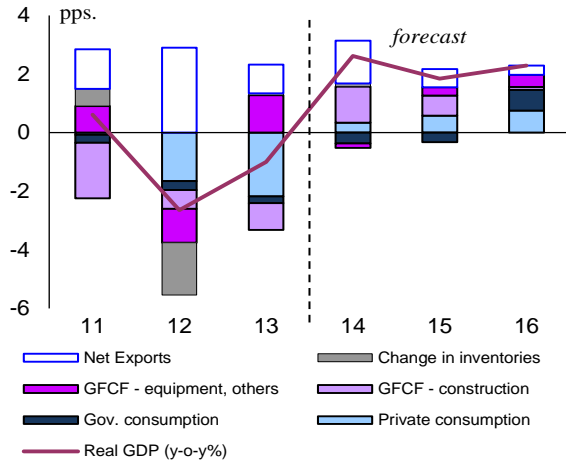 4
pps.
forecast
2
0
-2
-4
-6
11 12 13 14 15 16
Net Exports Change in inventories
GFCF - equipment, others GFCF - construction
Gov. consumption Private consumption
Real GDP (y-o-y%)